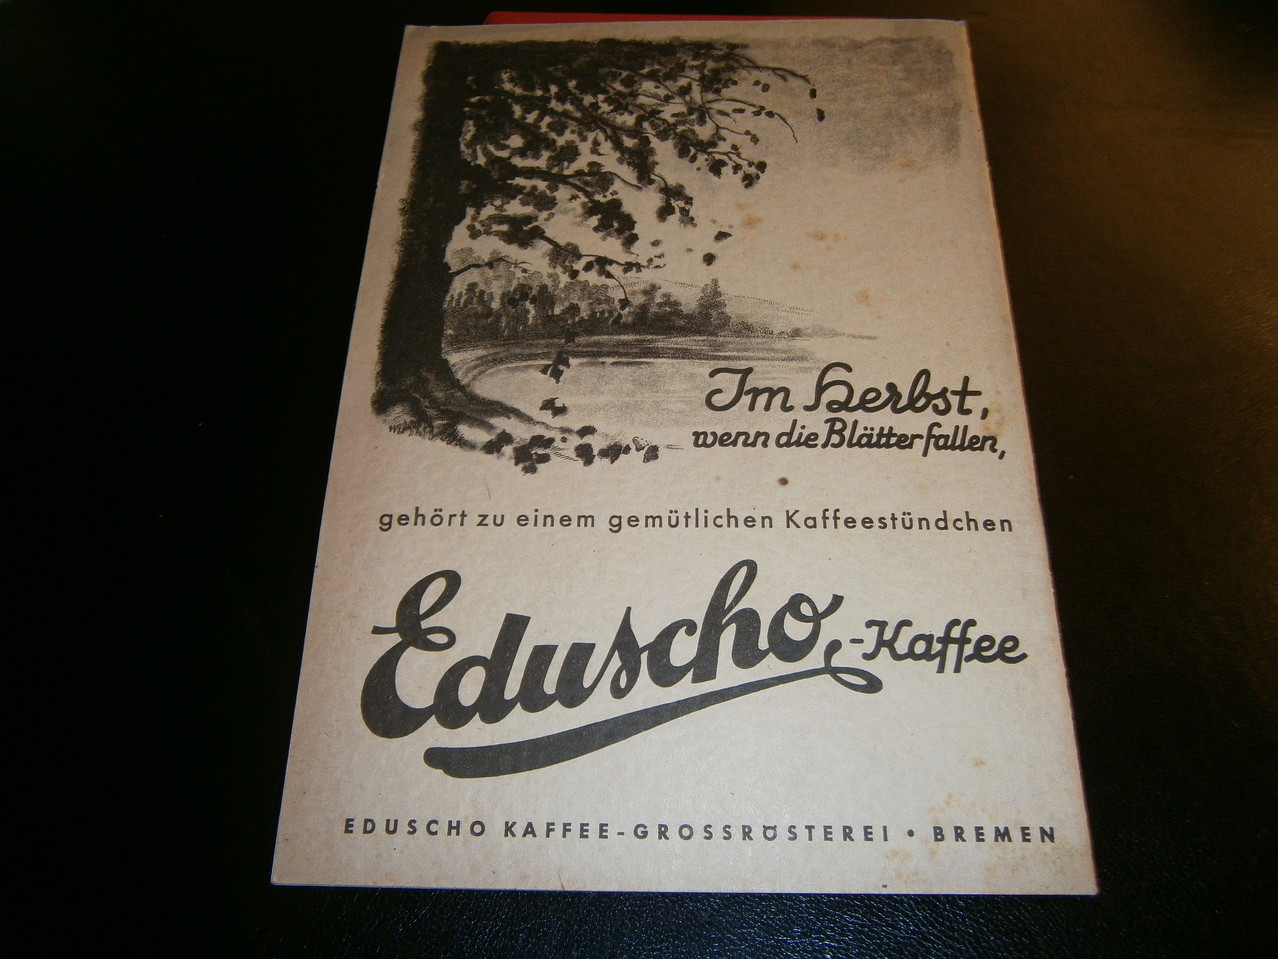 Im Herbst,
wenn die Blätter fallen,
gehört zu einem gemütlichen Kaffeestündchen
Eduscho-Kaffee
EDUSCHO KAFFEE-GROSSRÖSTEREI • BREMEN